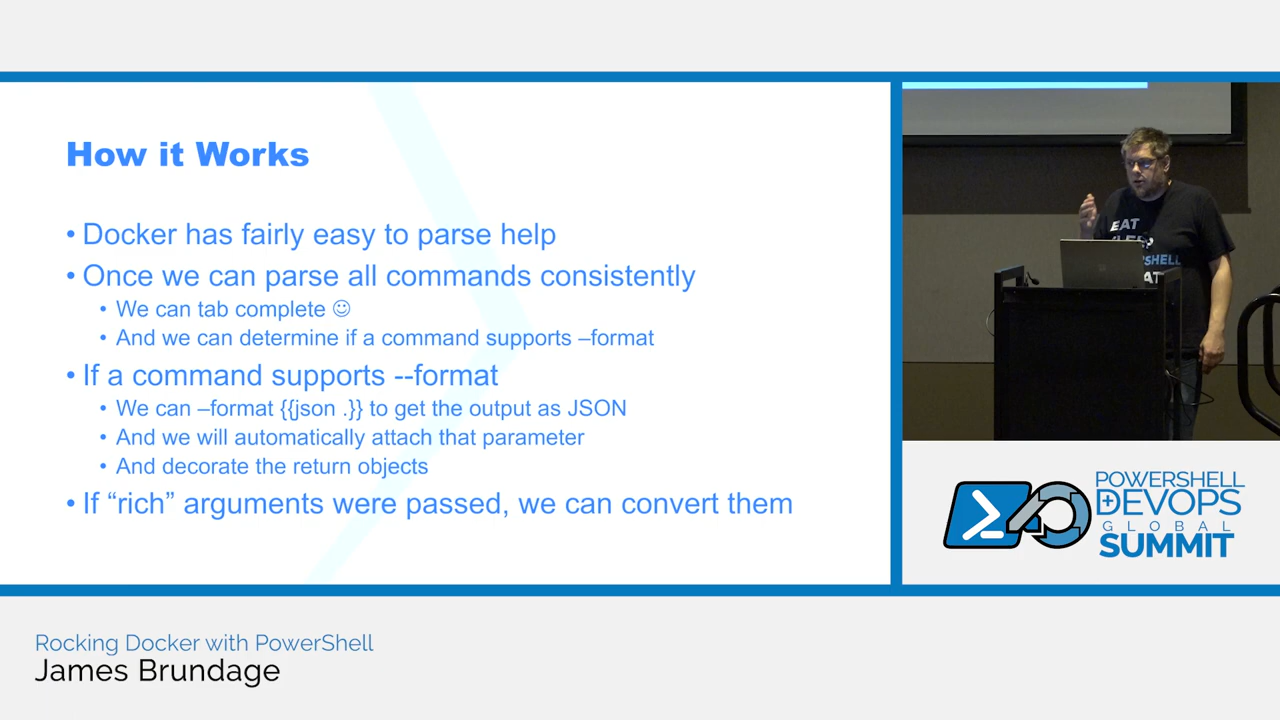 How it Works
• Docker has fairly easy to parse help
• Once we can parse all commands consistently
• We can tab complete ☺
• And we can determine if a command supports –format
• If a command supports --format
• We can –format {{json .}} to get the output as JSON
• And we will automatically attach that parameter
• And decorate the return objects
• If “rich” arguments were passed, we can convert them
EAT
POWERSHELL
DEVOPS
GLOBAL
SUMMIT
Rocking Docker with PowerShell
James Brundage